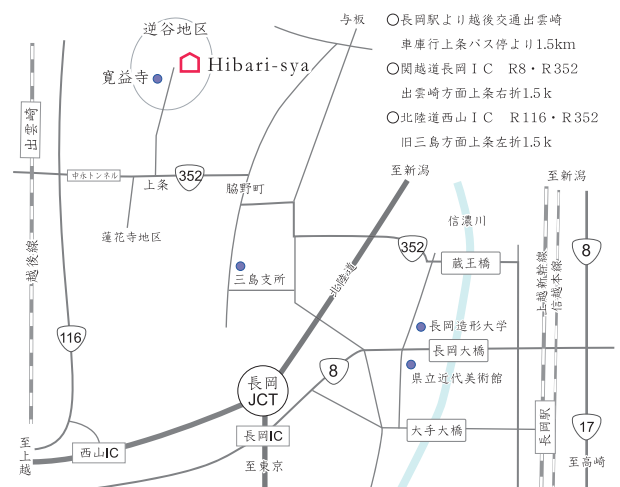 与板
逆谷地区
Hibari-sya
寛益寺
○長岡駅より越後交通出雲崎
車庫行上条バス停より1.5km
○関越道長岡IC R8・R352
出雲崎方面上条右折1.5k
○北陸道西山IC R116・R352
旧三島方面上条左折1.5k
出雲崎
中永トンネル
上条
352
脇野町
至新潟
至新潟
蓮花寺地区
信濃川
352
蔵王橋
8
越後線
三島支所
北陸道
上越新幹線
信越本線
116
長岡造形大学
長岡大橋
県立近代美術館
8
長岡
JCT
長岡IC
大手大橋
長岡駅
17
至上越
西山IC
至東京
至高崎